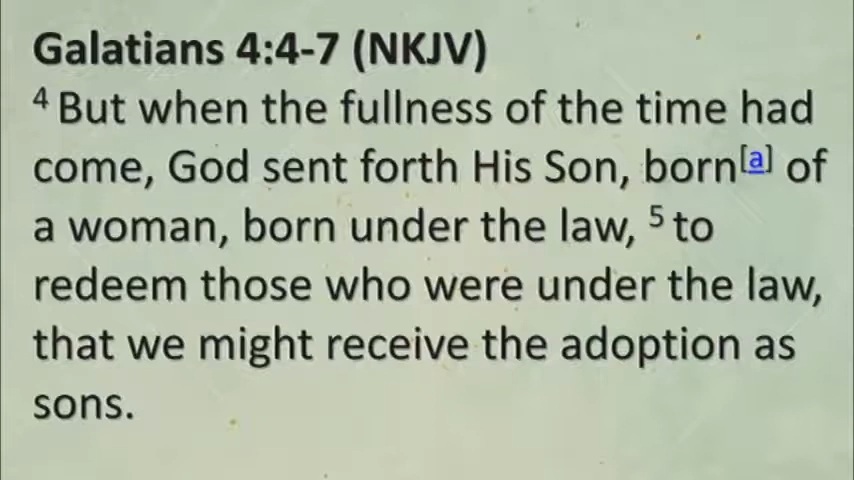 Galatians 4:4-7 (NKJV)
4 But when the fullness of the time had
come, God sent forth His Son, born[a] of
a woman, born under the law, 5 to
redeem those who were under the law,
that we might receive the adoption as
sons.